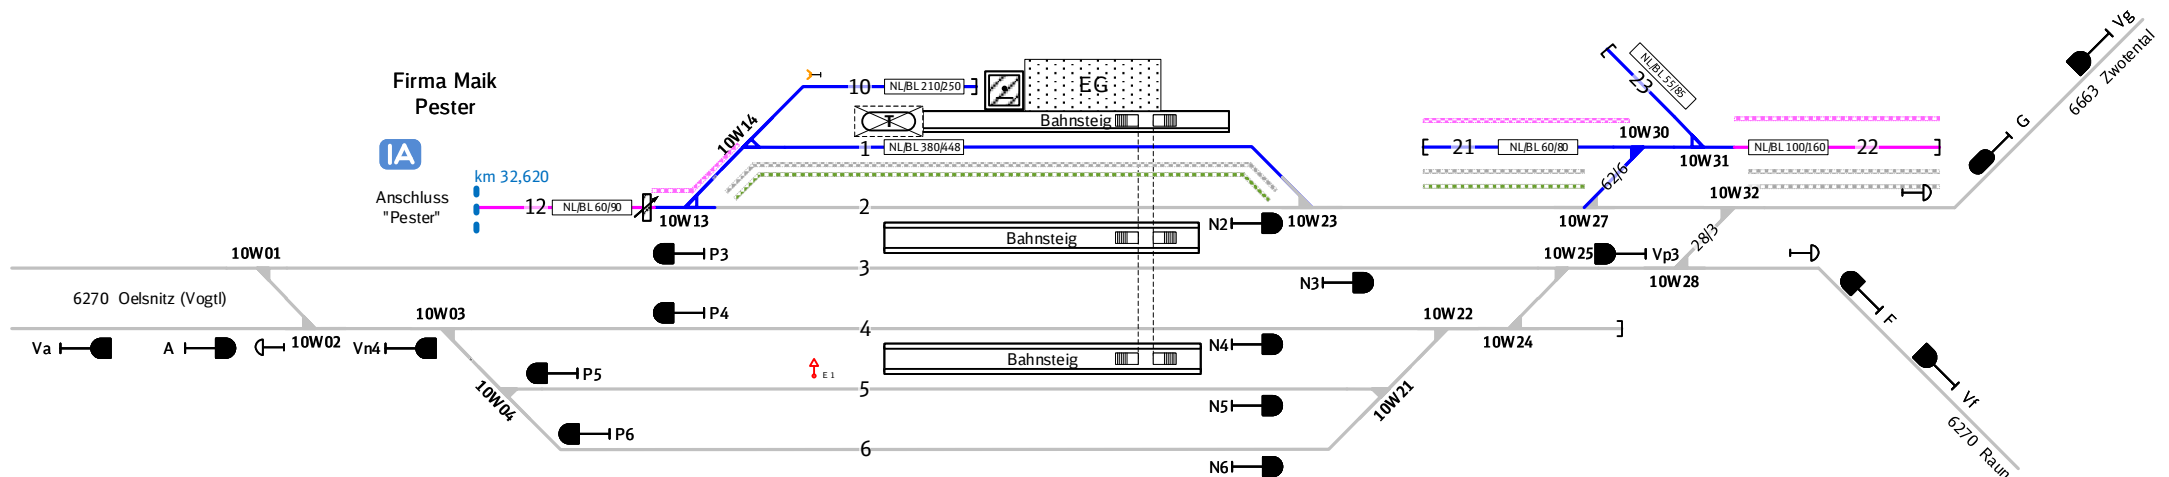 Firma Maik
Pester
IA
Anschluss
"Pester"
km 32,620
12
NL/BL 60/90
10W13
10W14
10
NL/BL 210/250
EG
Bahnsteig
T
1
NL/BL 380/448
2
N2
10W23
23
NL/BL 55/85
21
NL/BL 60/80
10W30
10W31
NL/BL 100/160
22
62/6
10W27
10W32
Vg
6663 Zwotental
G
10W01
P3
Bahnsteig
3
N3
10W25
Vp3
28/3
10W28
6270 Oelsnitz (Vogtl)
10W03
P4
4
10W22
F
Va
A
10W02
Vn4
N4
10W24
E 1
Bahnsteig
P5
5
10W04
N5
10W21
Vf
6270 Raun
P6
6
N6